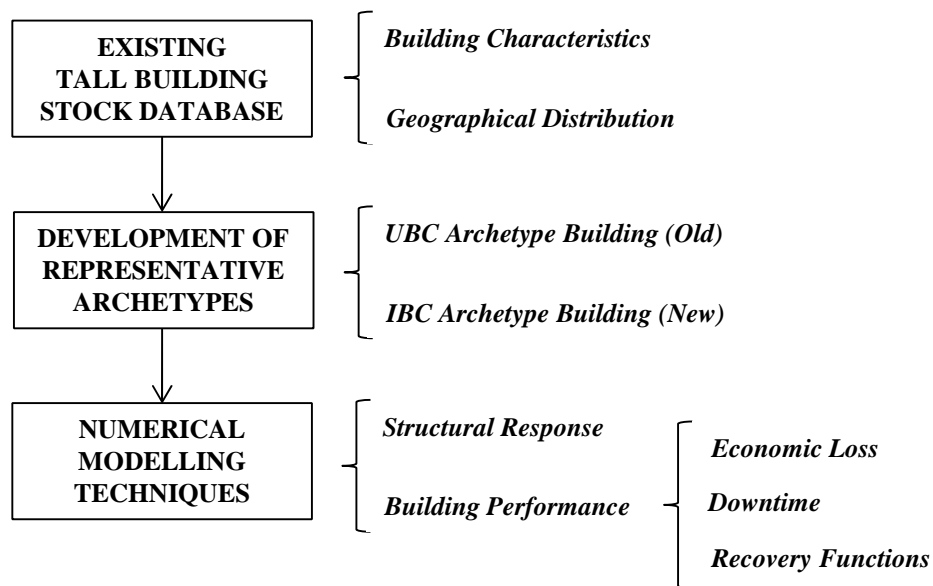 EXISTING
TALL BUILDING
STOCK DATABASE
Building Characteristics
Geographical Distribution
DEVELOPMENT OF
REPRESENTATIVE
ARCHETYPES
UBC Archetype Building (Old)
IBC Archetype Building (New)
NUMERICAL
MODELLING
TECHNIQUES
Structural Response
Building Performance
Economic Loss
Downtime
Recovery Functions